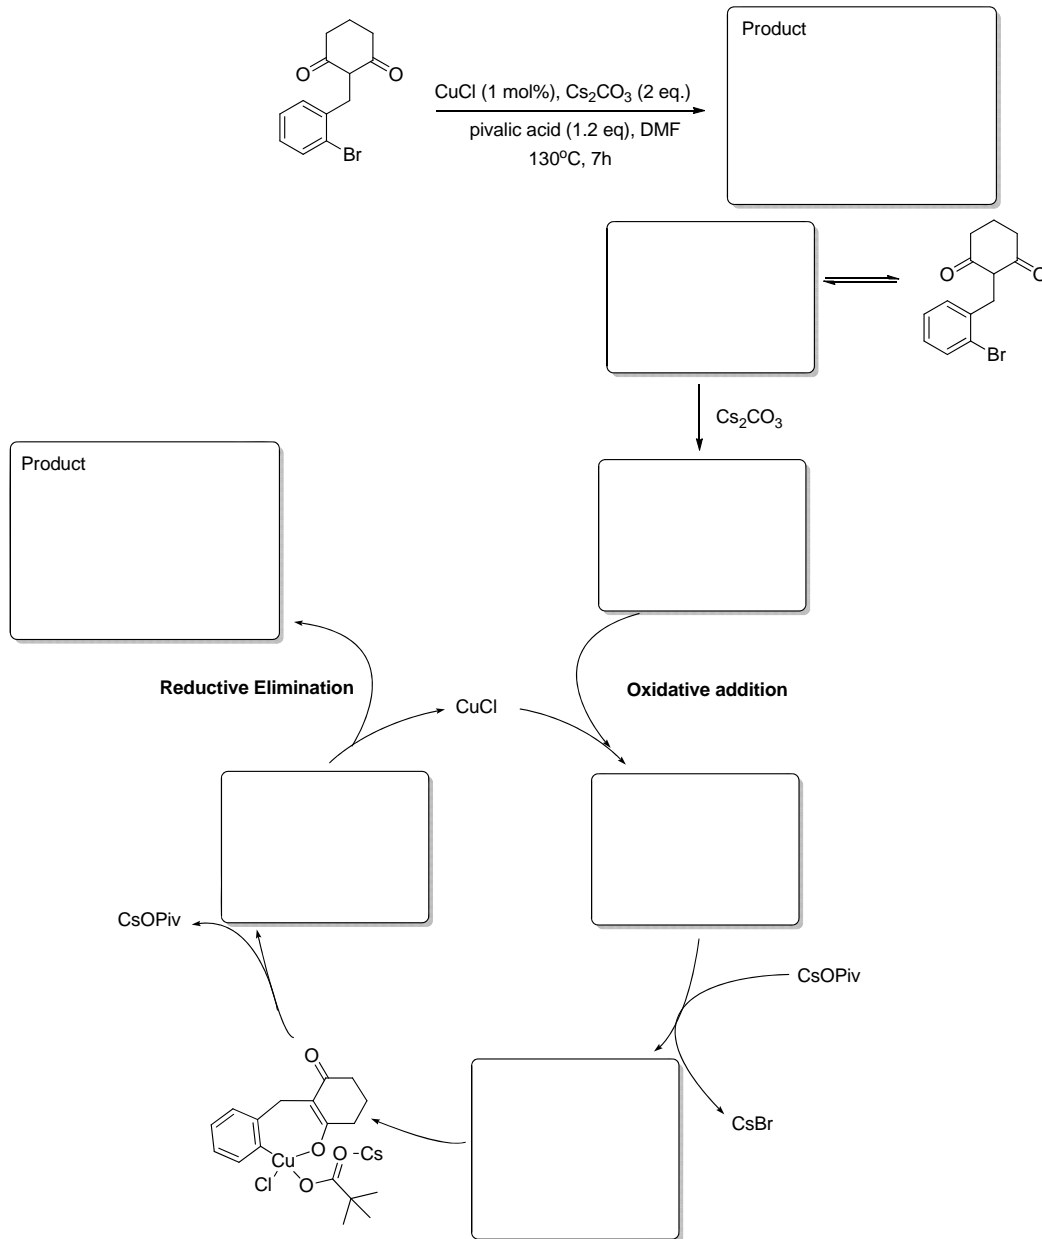 Product
O
O
Br
CuCl (1 mol%), Cs₂CO₃ (2 eq.)
pivalic acid (1.2 eq), DMF
130°C, 7h
O
O
Br
Cs₂CO₃
Product
Reductive Elimination
Oxidative addition
CuCl
CsOPiv
CsOPiv
CsBr
O
O
Cu
O -Cs
Cl
O